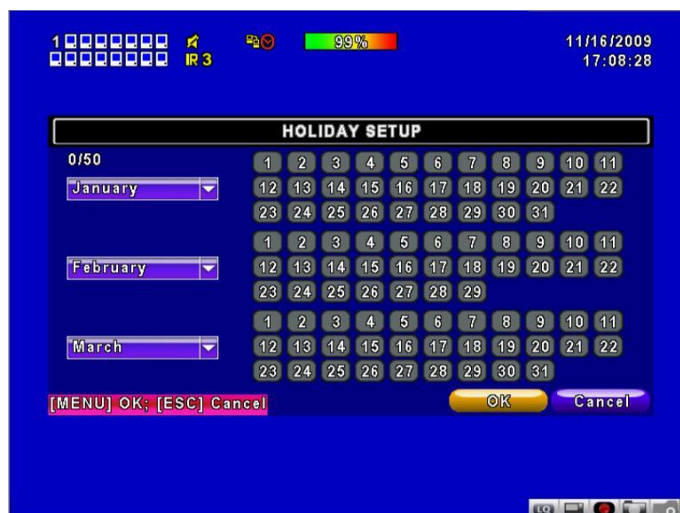 1 99% 11/16/2009
IR 3 17:08:28
HOLIDAY SETUP
0/50
January
1 2 3 4 5 6 7 8 9 10 11
12 13 14 15 16 17 18 19 20 21 22
23 24 25 26 27 28 29 30 31
February
1 2 3 4 5 6 7 8 9 10 11
12 13 14 15 16 17 18 19 20 21 22
23 24 25 26 27 28 29
March
1 2 3 4 5 6 7 8 9 10 11
12 13 14 15 16 17 18 19 20 21 22
23 24 25 26 27 28 29 30 31
[MENU] OK; [ESC] Cancel OK Cancel